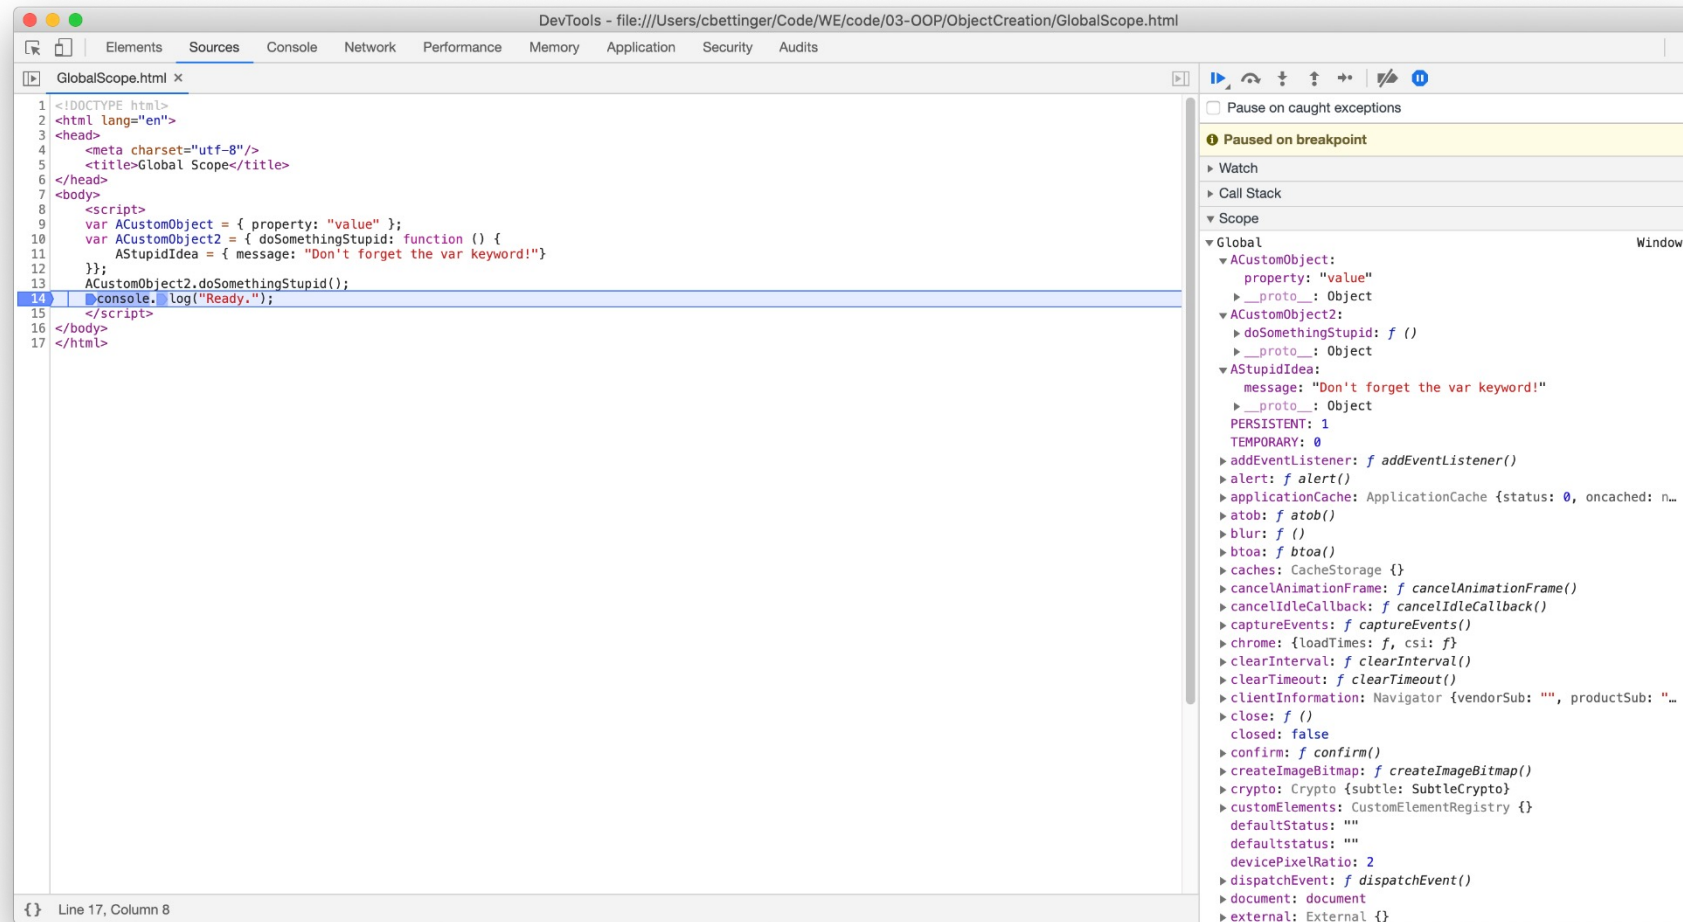 DevTools - file:///Users/cbettinger/Code/WE/code/03-OOP/ObjectCreation/GlobalScope.html
Elements Sources Console Network Performance Memory Application Security Audits
GlobalScope.html ×
1 <!DOCTYPE html>
2 <html lang="en">
3 <head>
4 <meta charset="utf-8"/>
5 <title>Global Scope</title>
6 </head>
7 <body>
8 <script>
9 var ACustomObject = { property: "value" };
10 var ACustomObject2 = { doSomethingStupid: function () {
11 AStupidIdea = { message: "Don't forget the var keyword!"}
12 }};
13 ACustomObject2.doSomethingStupid();
14 console.log("Ready.");
15 </script>
16 </body>
17 </html>
{} Line 17, Column 8
Pause on caught exceptions
Paused on breakpoint
Watch
Call Stack
Scope
Global Window
ACustomObject:
property: "value"
__proto__: Object
ACustomObject2:
doSomethingStupid: ƒ ()
__proto__: Object
AStupidIdea:
message: "Don't forget the var keyword!"
__proto__: Object
PERSISTENT: 1
TEMPORARY: 0
addEventListener: ƒ addEventListener()
alert: ƒ alert()
applicationCache: ApplicationCache {status: 0, oncached: n…
atob: ƒ atob()
blur: ƒ ()
btoa: ƒ btoa()
caches: CacheStorage {}
cancelAnimationFrame: ƒ cancelAnimationFrame()
cancelIdleCallback: ƒ cancelIdleCallback()
captureEvents: ƒ captureEvents()
chrome: {loadTimes: ƒ, csi: ƒ}
clearInterval: ƒ clearInterval()
clearTimeout: ƒ clearTimeout()
clientInformation: Navigator {vendorSub: "", productSub: "…
close: ƒ ()
closed: false
confirm: ƒ confirm()
createImageBitmap: ƒ createImageBitmap()
crypto: Crypto {subtle: SubtleCrypto}
customElements: CustomElementRegistry {}
defaultStatus: ""
defaultstatus: ""
devicePixelRatio: 2
dispatchEvent: ƒ dispatchEvent()
document: document
external: External {}